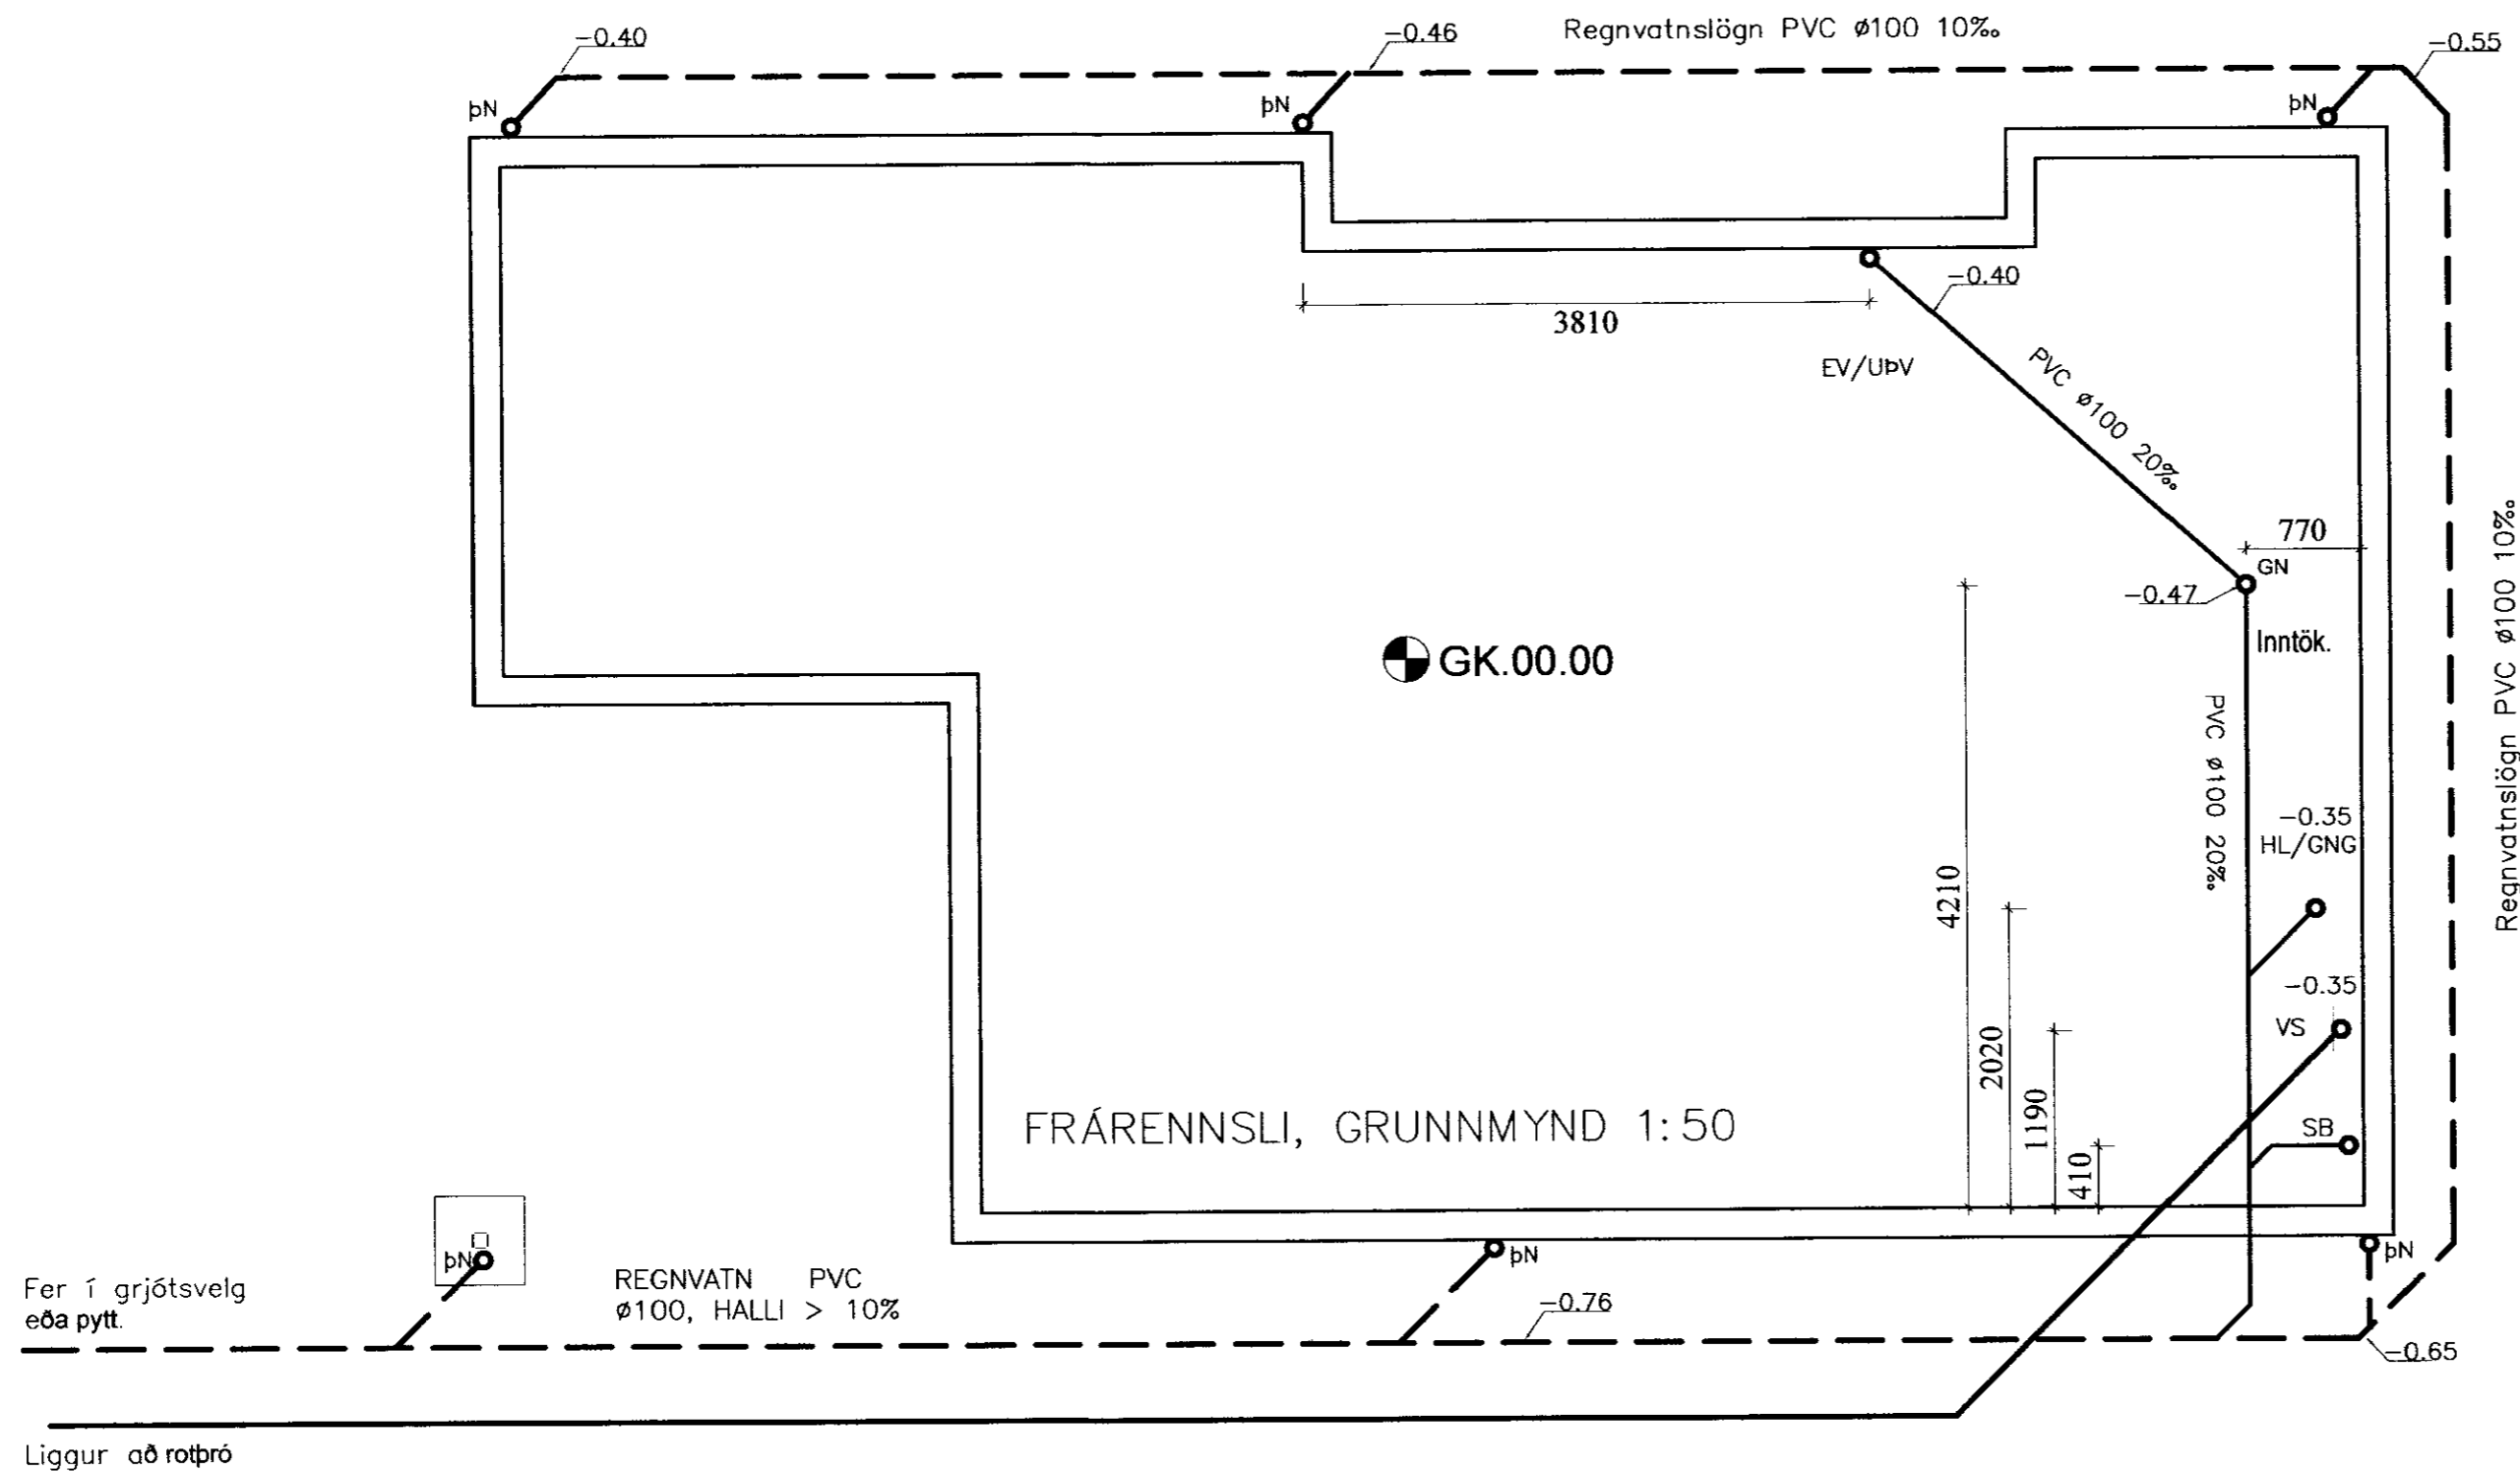 Regnvatnslögn PVC ø100 10‰
-0.40
-0.46
-0.55
þN
þN
þN
-0.40
3810
EV/UÞV
PVC ø100 20‰
770
GN
-0.47
Inntök.
GK.00.00
Regnvatnslögn PVC ø100 10‰
PVC ø100 20‰
-0.35
HL/GNG
4210
2020
1190
410
-0.35
VS
SB
FRÁRENNSLI, GRUNNMYND 1:50
þN
þN
þN
Fer í grjótsvelg
eða pytt.
REGNVATN PVC
ø100, HALLI > 10%
-0.76
-0.65
Liggur að rotþró